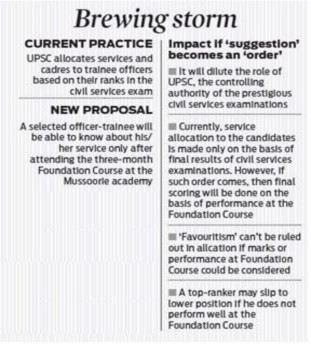 Brewing storm
CURRENT PRACTICE
UPSC allocates services and
cadres to trainee officers
based on their ranks in the
civil services exam
NEW PROPOSAL
A selected officer-trainee will
be able to know about his/
her service only after
attending the three-month
Foundation Course at the
Mussoorie academy
Impact if 'suggestion'
becomes an 'order'
It will dilute the role of
UPSC, the controlling
authority of the prestigious
civil services examinations
Currently, service
allocation to the candidates
is made only on the basis of
final results of civil services
examinations. However, if
such order comes, then final
scoring will be done on the
basis of performance at the
Foundation Course
'Favouritism' can't be ruled
out in allcation if marks or
performance at Foundation
Course could be considered
A top-ranker may slip to
lower position if he does not
perform well at the
Foundation Course